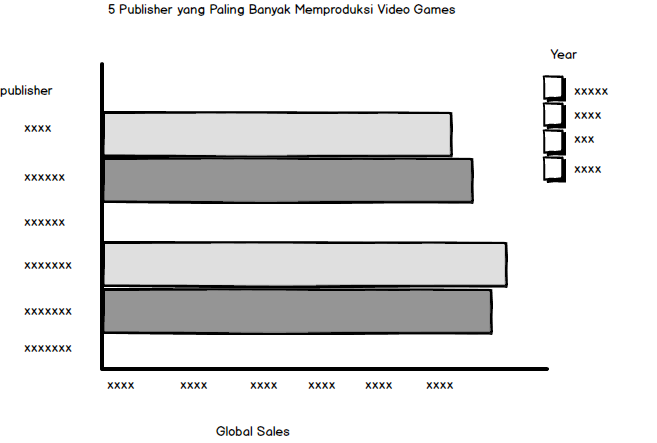 5 Publisher yang Paling Banyak Memproduksi Video Games
Year
publisher
xxxxx
xxxx
xxx
xxxx
xxxx
xxxxxx
xxxxxx
xxxxxxx
xxxxxxx
xxxxxxx
xxxx xxxx xxxx xxxx xxxx xxxx
Global Sales